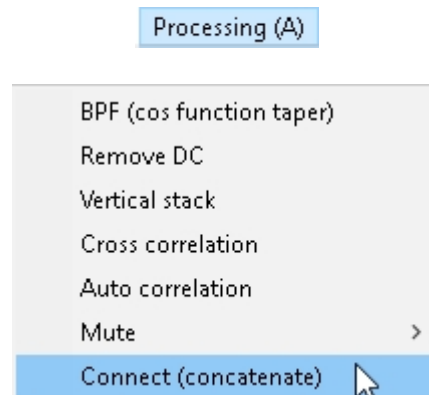 Processing (A)
BPF (cos function taper)
Remove DC
Vertical stack
Cross correlation
Auto correlation
Mute
Connect (concatenate)